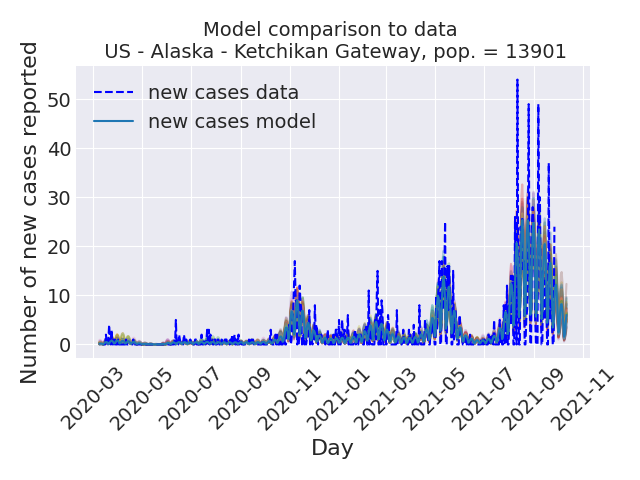 Model comparison to data
US - Alaska - Ketchikan Gateway, pop. = 13901
Number of new cases reported
50
40
30
20
10
0
new cases data
new cases model
2020-03
2020-05
2020-07
2020-09
2020-11
2021-01
2021-03
2021-05
2021-07
2021-09
2021-11
Day